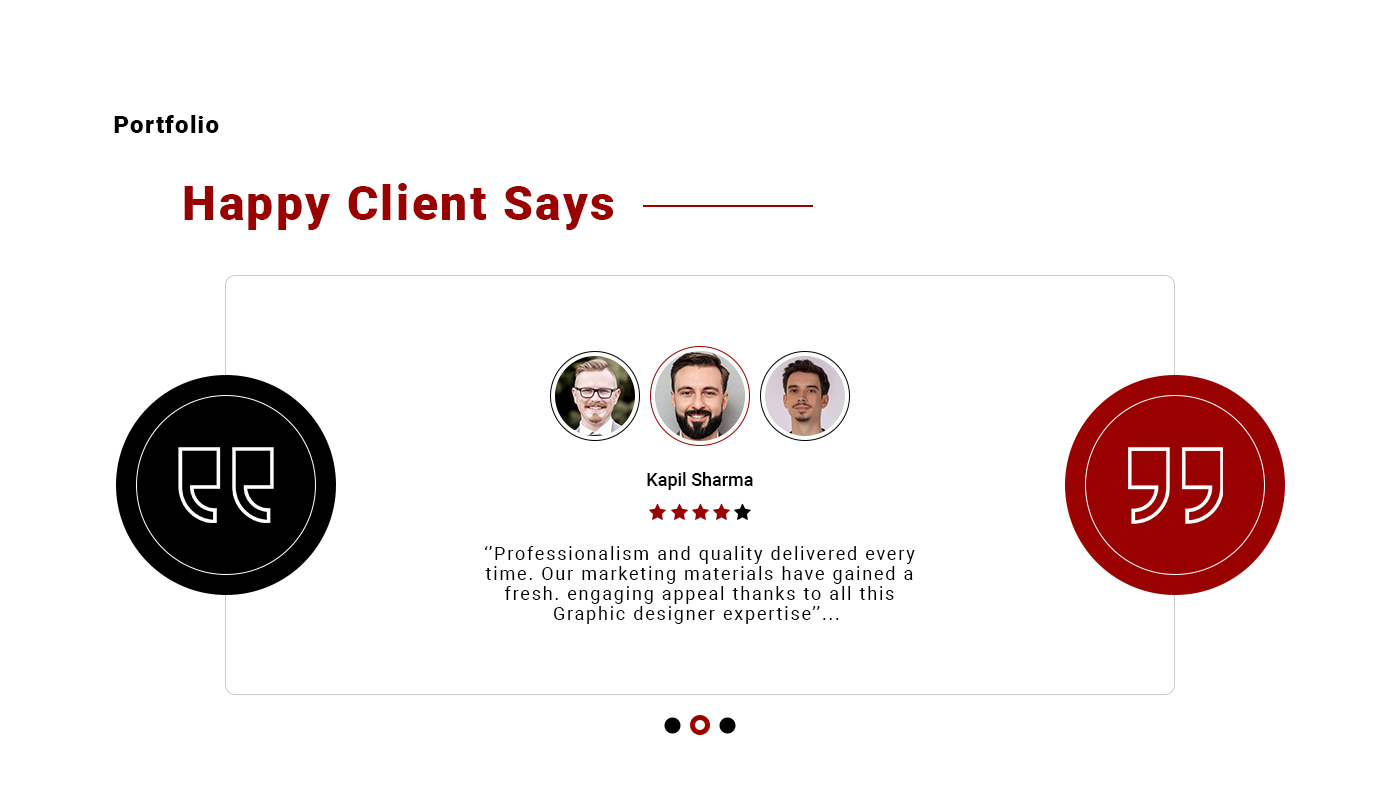 Portfolio
Happy Client Says
Kapil Sharma
‘’Professionalism and quality delivered every
time. Our marketing materials have gained a
fresh. engaging appeal thanks to all this
Graphic designer expertise’’...